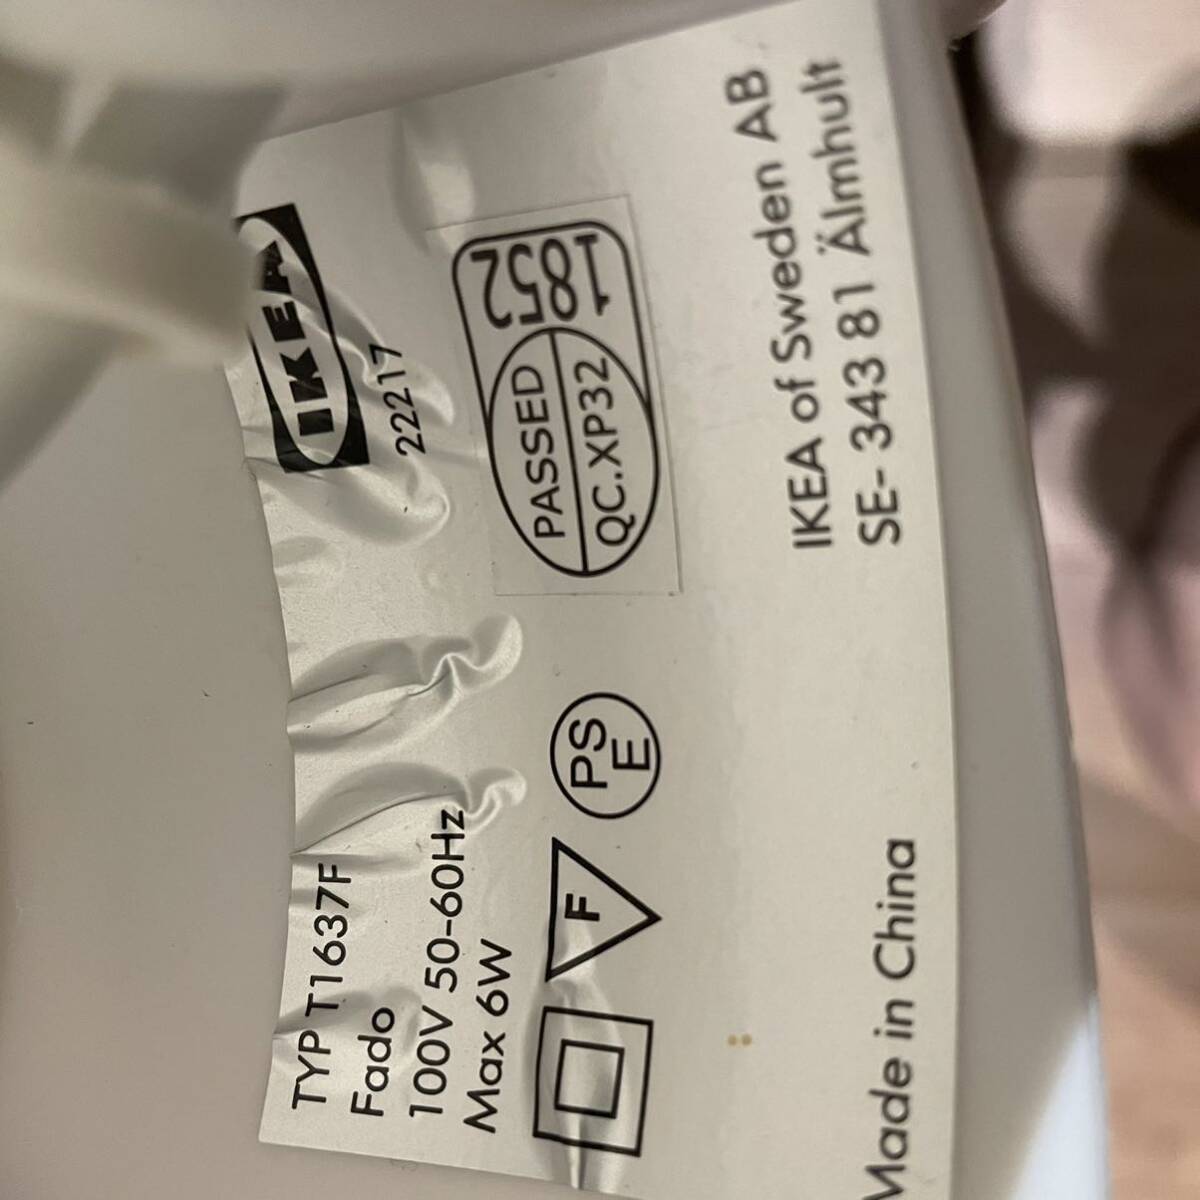 TYP T1637F
Fado
100V 50-60Hz
Max 6W
F
PS
E
IKEA
22217
PASSED
QC.XP32
1852
IKEA of Sweden AB
SE- 343 81 Älmhult
Made in China